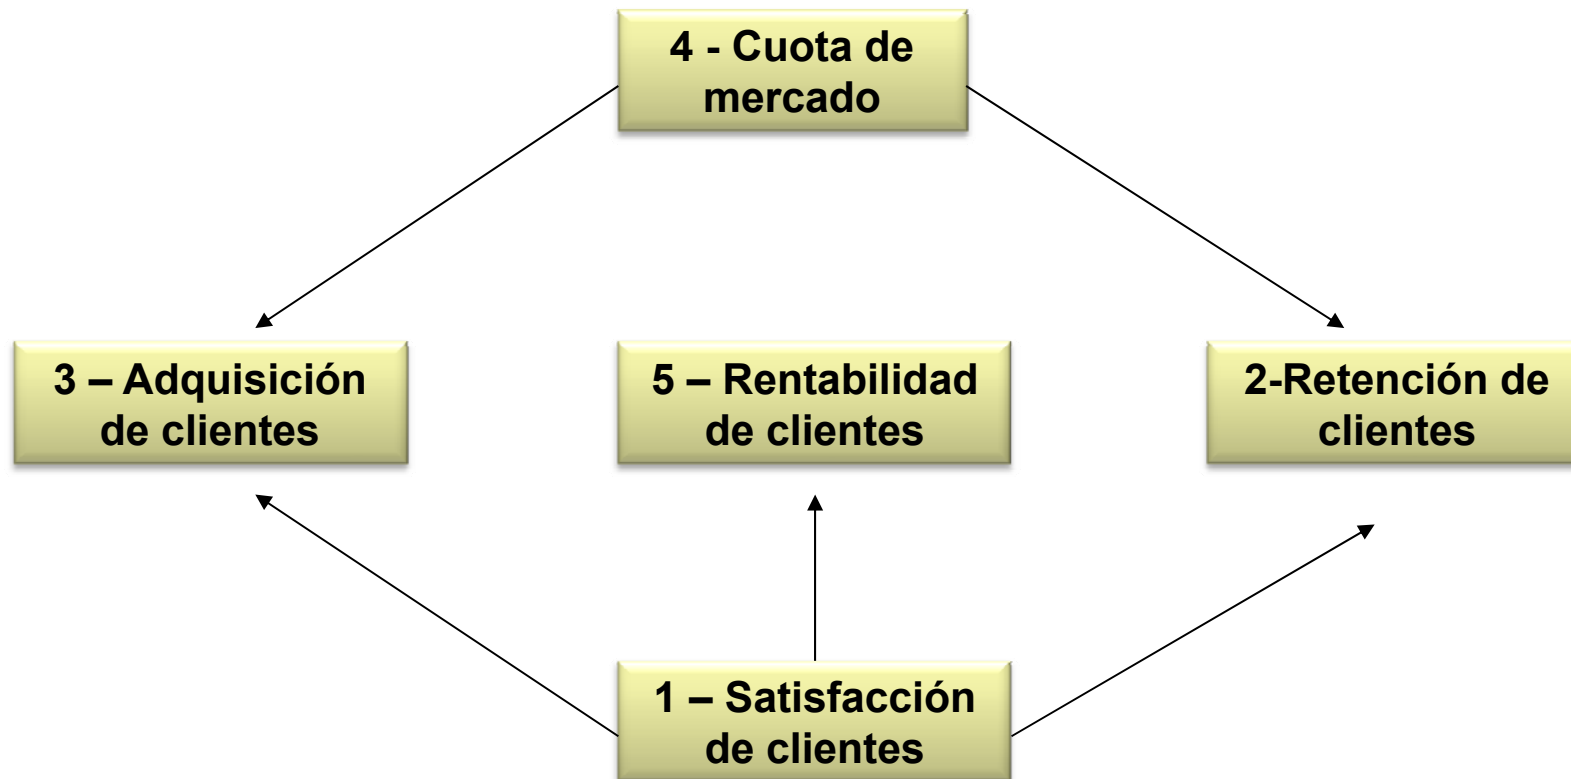 4 - Cuota de
mercado
3 – Adquisición
de clientes
5 – Rentabilidad
de clientes
2-Retención de
clientes
1 – Satisfacción
de clientes